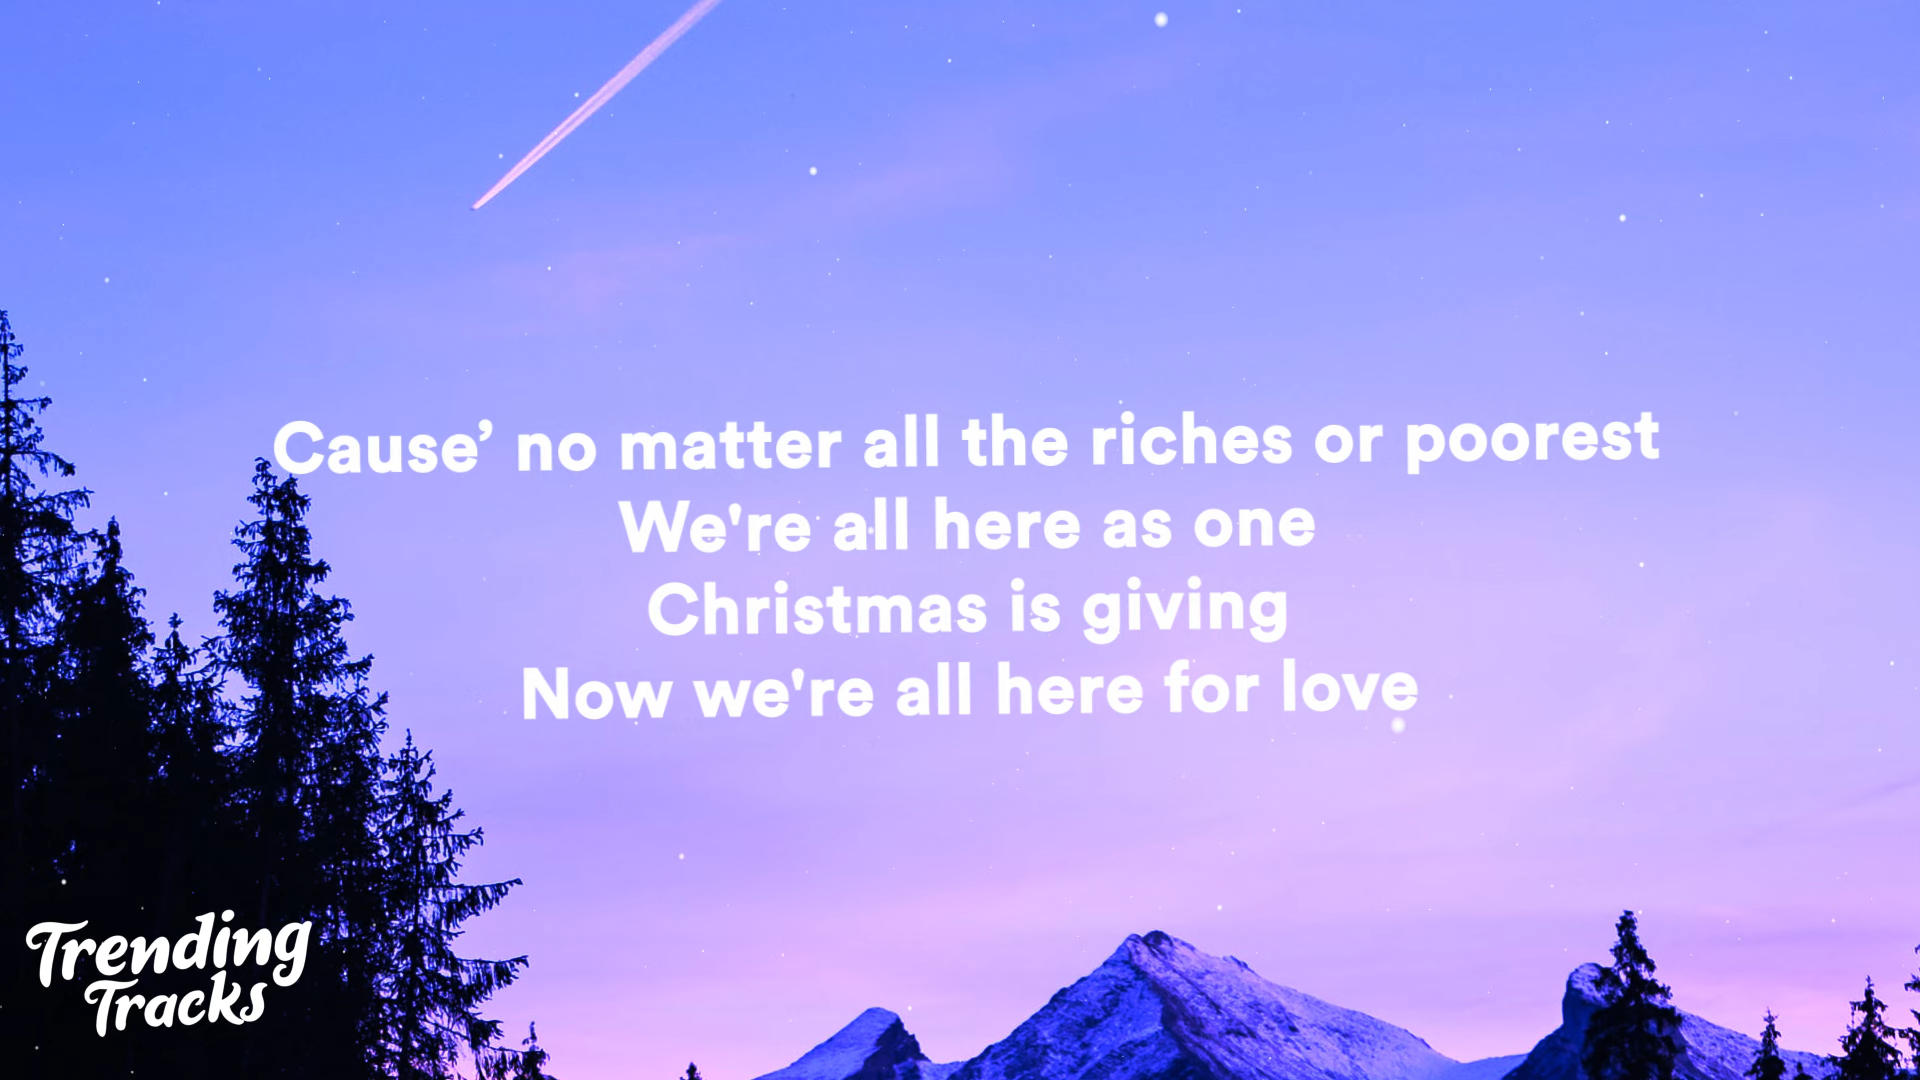 Cause’ no matter all the riches or poorest
We're all here as one
Christmas is giving
Now we're all here for love
Trending
Tracks